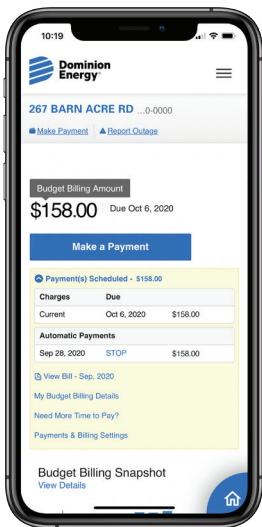 10:19
Dominion
Energy®
267 BARN ACRE RD ...0-0000
Make Payment Report Outage
Budget Billing Amount
$158.00 Due Oct 6, 2020
Make a Payment
Payment(s) Scheduled - $158.00
Charges Due
Current Oct 6, 2020 $158.00
Automatic Payments
Sep 28, 2020 STOP $158.00
View Bill - Sep, 2020
My Budget Billing Details
Need More Time to Pay?
Payments & Billing Settings
Budget Billing Snapshot
View Details